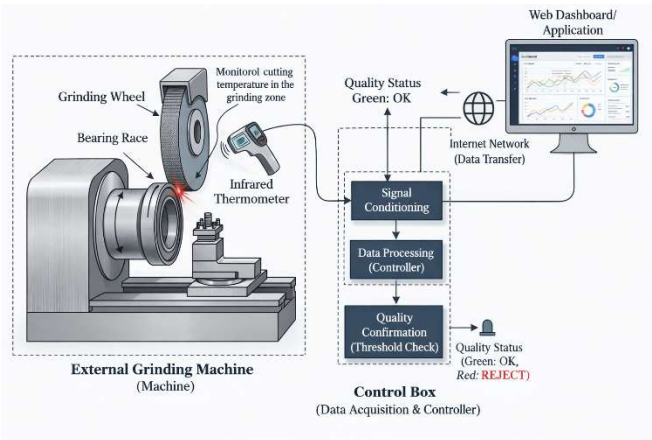 Web Dashboard/
Application
Monitorol cutting
temperature in the
grinding zone
Grinding Wheel
Bearing Race
Infrared
Thermometer
Quality Status
Green: OK
Internet Network
(Data Transfer)
Signal
Conditioning
Data Processing
(Controller)
Quality
Confirmation
(Threshold Check)
Quality Status
(Green: OK,
Red: REJECT)
External Grinding Machine
(Machine)
Control Box
(Data Acquisition & Controller)